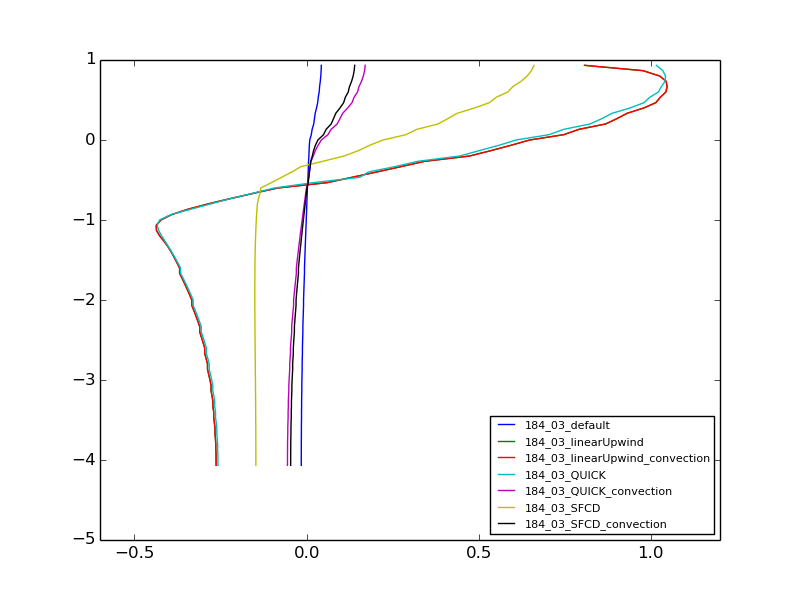 1
0
−1
−2
−3
−4
−5
−0.5
0.0
0.5
1.0
184_03_default
184_03_linearUpwind
184_03_linearUpwind_convection
184_03_QUICK
184_03_QUICK_convection
184_03_SFCD
184_03_SFCD_convection